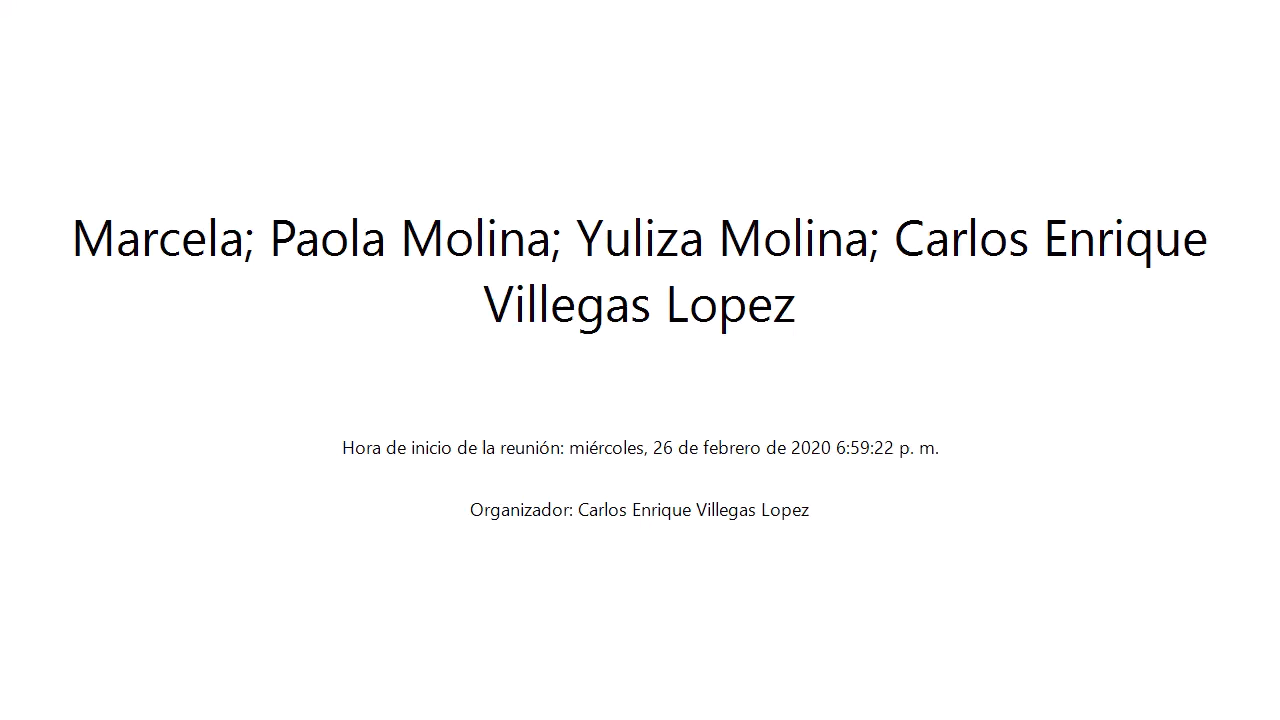 Marcela; Paola Molina; Yuliza Molina; Carlos Enrique
Villegas Lopez
Hora de inicio de la reunión: miércoles, 26 de febrero de 2020 6:59:22 p. m.
Organizador: Carlos Enrique Villegas Lopez